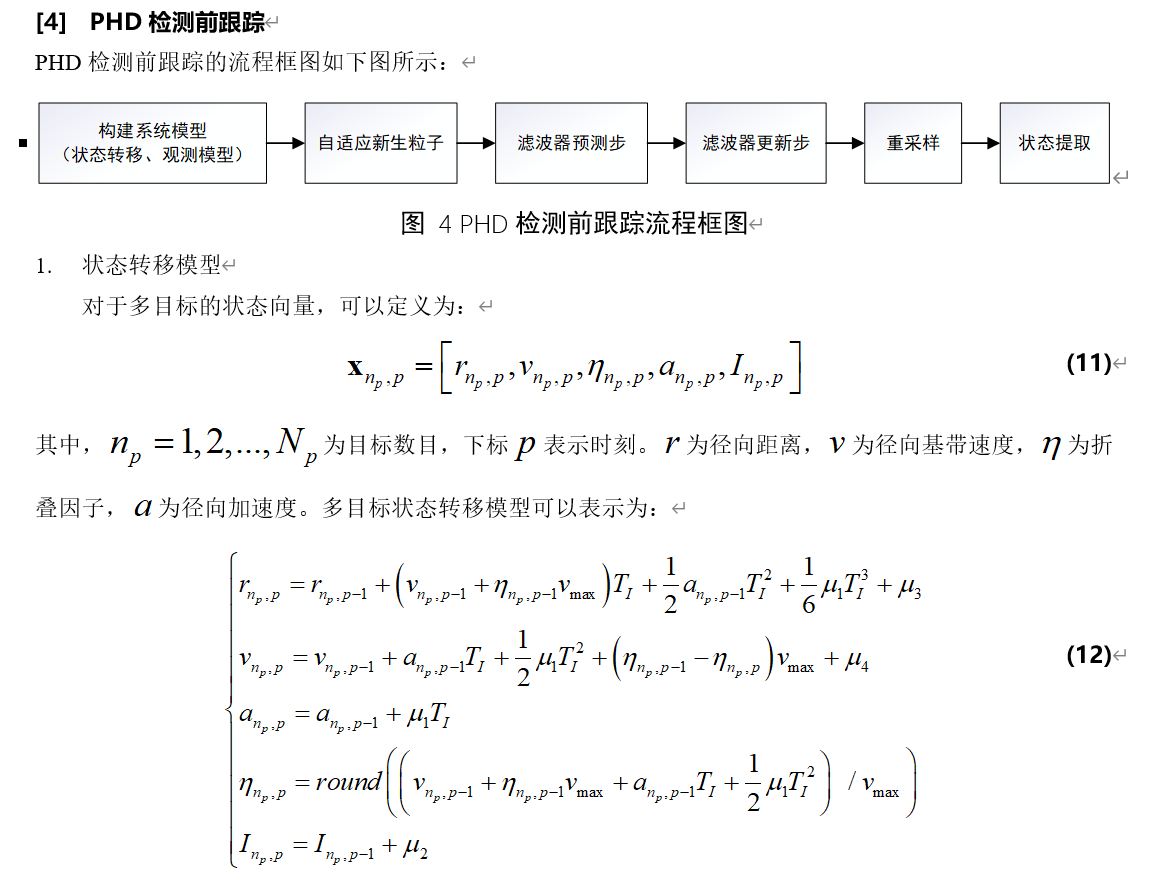 [4] PHD 检测前跟踪↵
PHD 检测前跟踪的流程框图如下图所示：↵
构建系统模型
（状态转移、观测模型）
自适应新生粒子
滤波器预测步
滤波器更新步
重采样
状态提取
↵
图 4 PHD 检测前跟踪流程框图↵
1. 状态转移模型↵
对于多目标的状态向量，可以定义为：↵
$\mathbf{x}_{n_p,p} = \left[ r_{n_p,p}, v_{n_p,p}, \eta_{n_p,p}, a_{n_p,p}, I_{n_p,p} \right]$ (11)↵
其中，$n_p = 1,2,...,N_p$ 为目标数目，下标 $p$ 表示时刻。$r$ 为径向距离，$v$ 为径向基带速度，$\eta$ 为折
叠因子，$a$ 为径向加速度。多目标状态转移模型可以表示为：↵
$r_{n_p,p} = r_{n_p,p-1} + \left( v_{n_p,p-1} + \eta_{n_p,p-1} v_{\max} \right) T_I + \frac{1}{2} a_{n_p,p-1} T_I^2 + \frac{1}{6} \mu_1 T_I^3 + \mu_3$
$v_{n_p,p} = v_{n_p,p-1} + a_{n_p,p-1} T_I + \frac{1}{2} \mu_1 T_I^2 + \left( \eta_{n_p,p-1} - \eta_{n_p,p} \right) v_{\max} + \mu_4$ (12)↵
$a_{n_p,p} = a_{n_p,p-1} + \mu_1 T_I$
$\eta_{n_p,p} = round\left( \left( v_{n_p,p-1} + \eta_{n_p,p-1} v_{\max} + a_{n_p,p-1} T_I + \frac{1}{2} \mu_1 T_I^2 \right) / v_{\max} \right)$
$I_{n_p,p} = I_{n_p,p-1} + \mu_2$